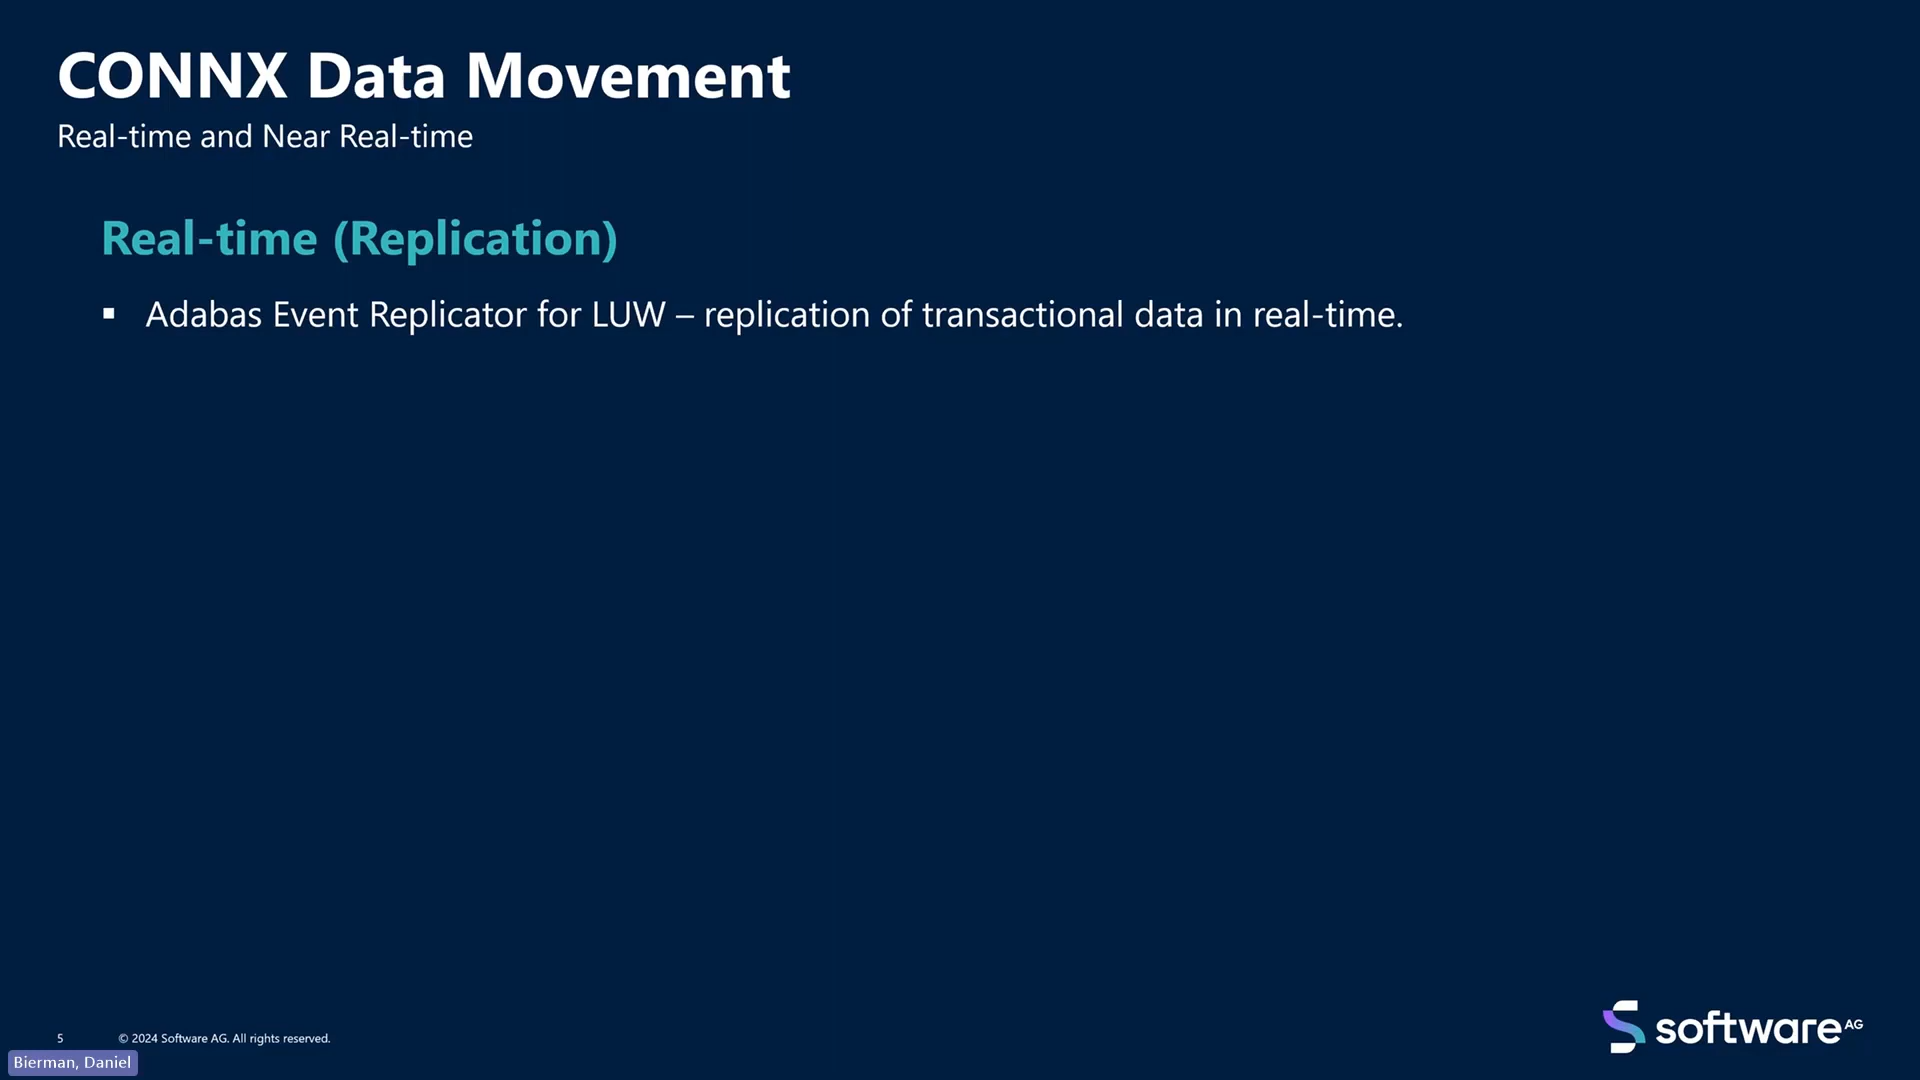 CONNX Data Movement
Real-time and Near Real-time
Real-time (Replication)
▪ Adabas Event Replicator for LUW – replication of transactional data in real-time.
5 © 2024 Software AG. All rights reserved.
software AG
Bierman, Daniel